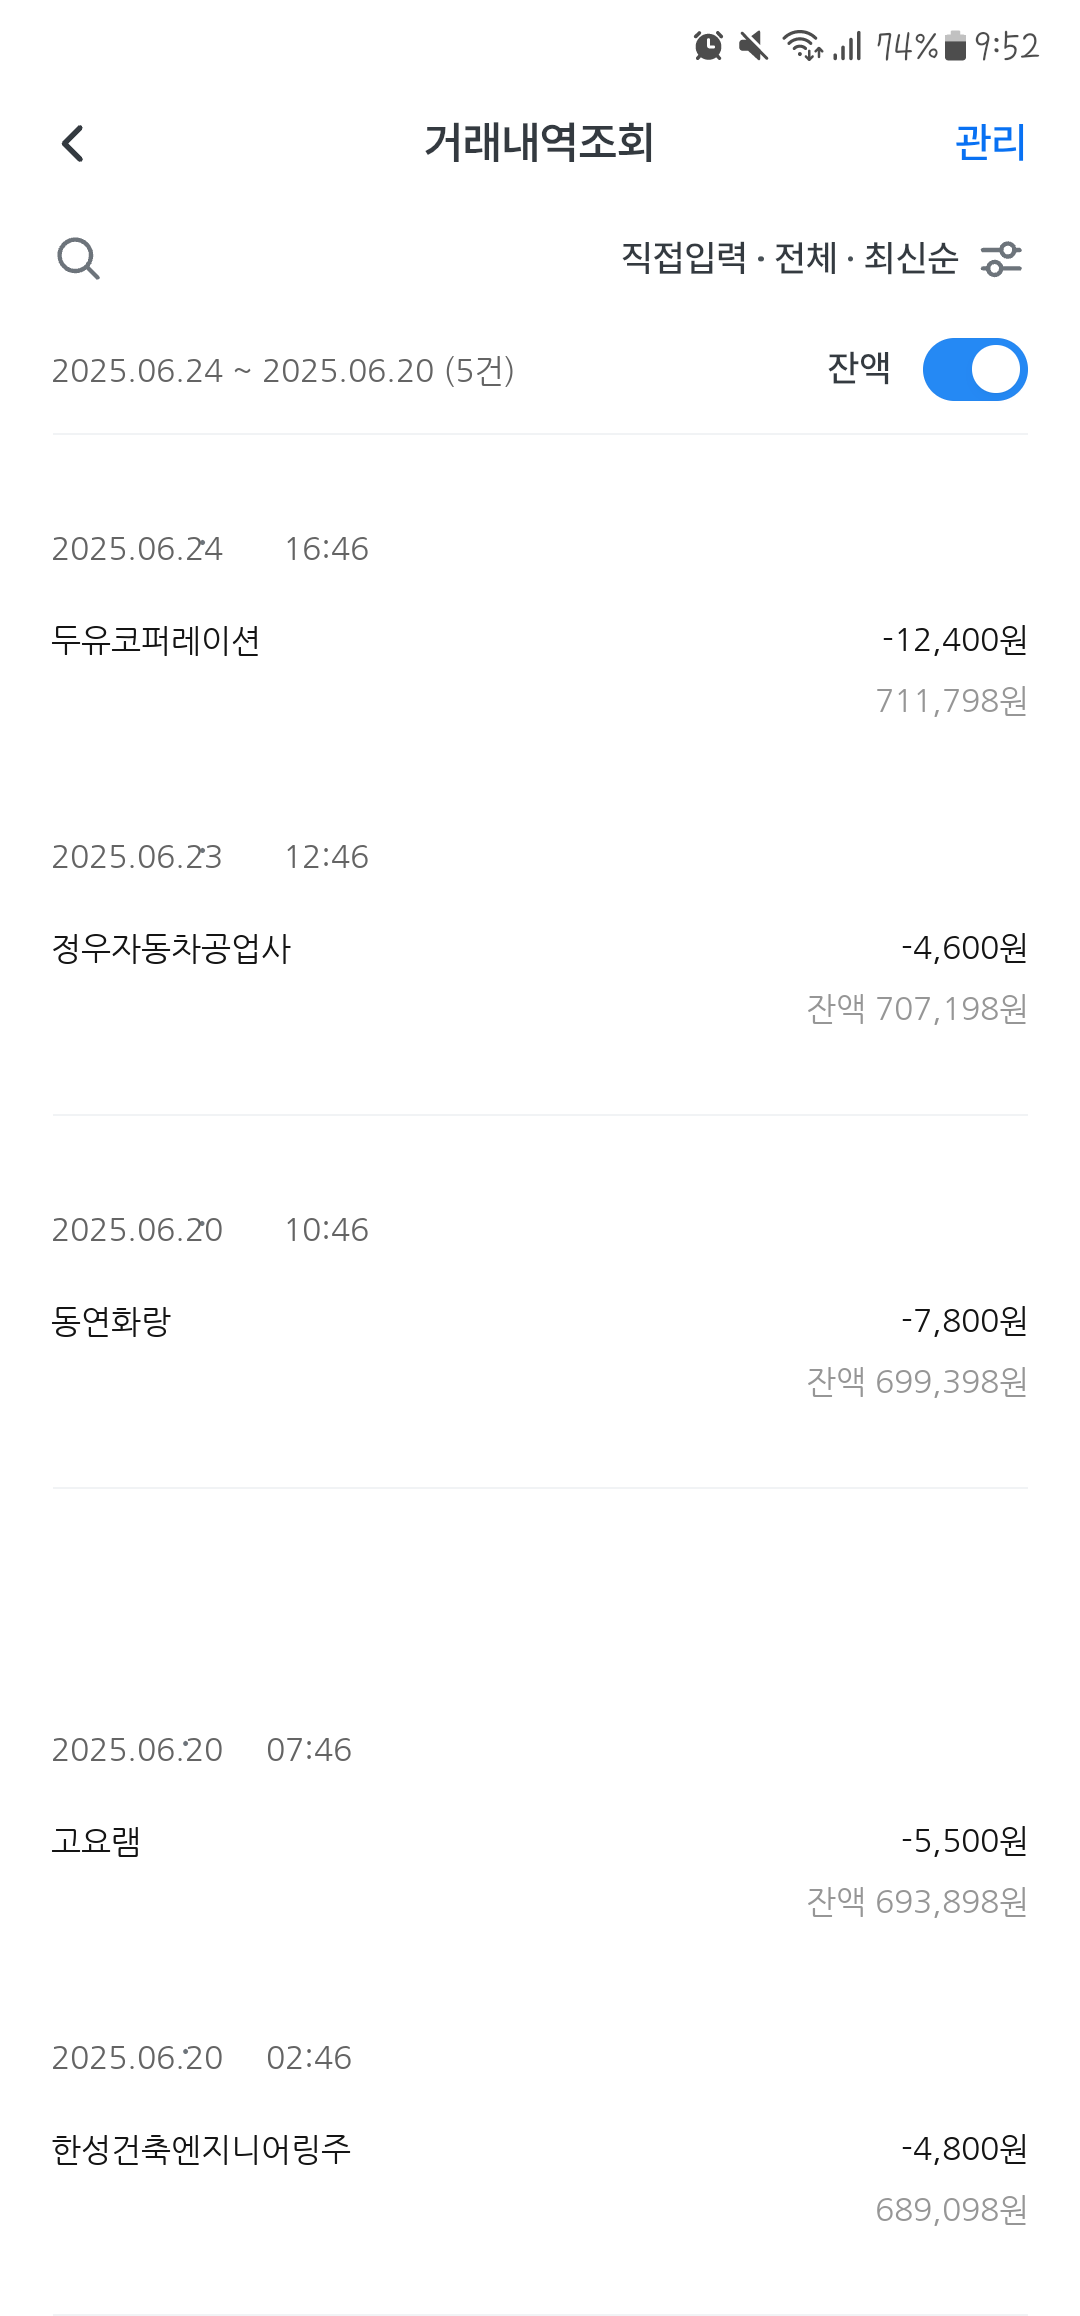 74% 9:52
거래내역조회 관리
직접입력 · 전체 · 최신순
2025.06.24 ~ 2025.06.20 (5건) 잔액
2025.06.24 16:46
두유코퍼레이션 -12,400원
711,798원
2025.06.23 12:46
정우자동차공업사 -4,600원
잔액 707,198원
2025.06.20 10:46
동연화랑 -7,800원
잔액 699,398원
2025.06.20 07:46
고요램 -5,500원
잔액 693,898원
2025.06.20 02:46
한성건축엔지니어링주 -4,800원
689,098원